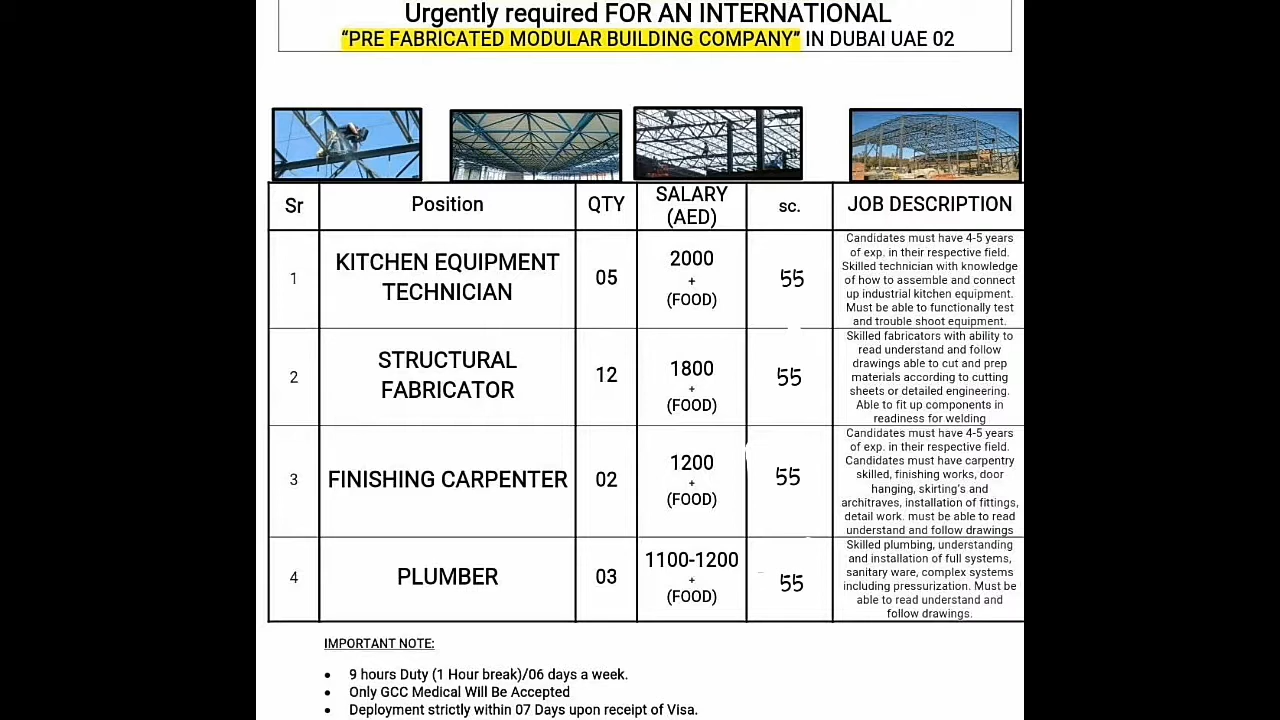 Urgently required FOR AN INTERNATIONAL
“PRE FABRICATED MODULAR BUILDING COMPANY” IN DUBAI UAE 02
Sr
Position
QTY
SALARY
(AED)
sc.
JOB DESCRIPTION
1
KITCHEN EQUIPMENT
TECHNICIAN
05
2000
+
(FOOD)
55
Candidates must have 4-5 years
of exp. in their respective field.
Skilled technician with knowledge
of how to assemble and connect
up industrial kitchen equipment.
Must be able to functionally test
and trouble shoot equipment.
2
STRUCTURAL
FABRICATOR
12
1800
+
(FOOD)
55
Skilled fabricators with ability to
read understand and follow
drawings able to cut and prep
materials according to cutting
sheets or detailed engineering.
Able to fit up components in
readiness for welding
3
FINISHING CARPENTER
02
1200
+
(FOOD)
55
Candidates must have 4-5 years
of exp. in their respective field.
Candidates must have carpentry
skilled, finishing works, door
hanging, skirting's and
architraves, installation of fittings,
detail work. must be able to read
understand and follow drawings
4
PLUMBER
03
1100-1200
+
(FOOD)
55
Skilled plumbing, understanding
and installation of full systems,
sanitary ware, complex systems
including pressurization. Must be
able to read understand and
follow drawings.
IMPORTANT NOTE:
• 9 hours Duty (1 Hour break)/06 days a week.
• Only GCC Medical Will Be Accepted
• Deployment strictly within 07 Days upon receipt of Visa.